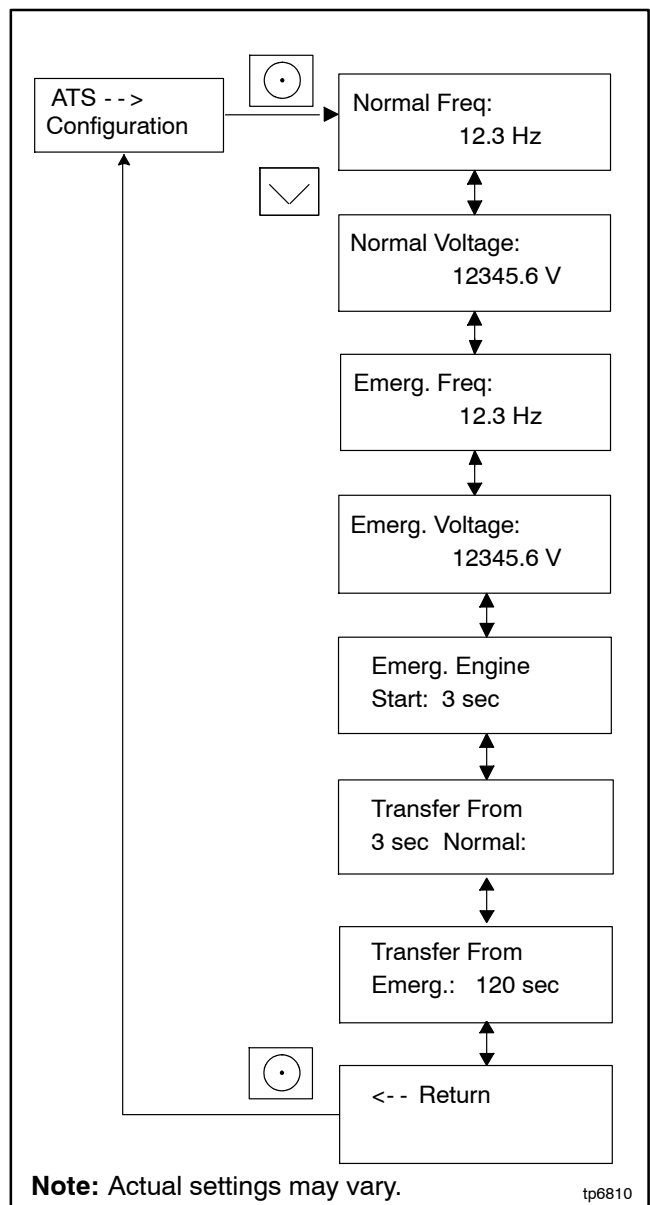 ATS - - >
Configuration
Normal Freq:
12.3 Hz
Normal Voltage:
12345.6 V
Emerg. Freq:
12.3 Hz
Emerg. Voltage:
12345.6 V
Emerg. Engine
Start: 3 sec
Transfer From
3 sec Normal:
Transfer From
Emerg.: 120 sec
<- - Return
Note: Actual settings may vary.
tp6810